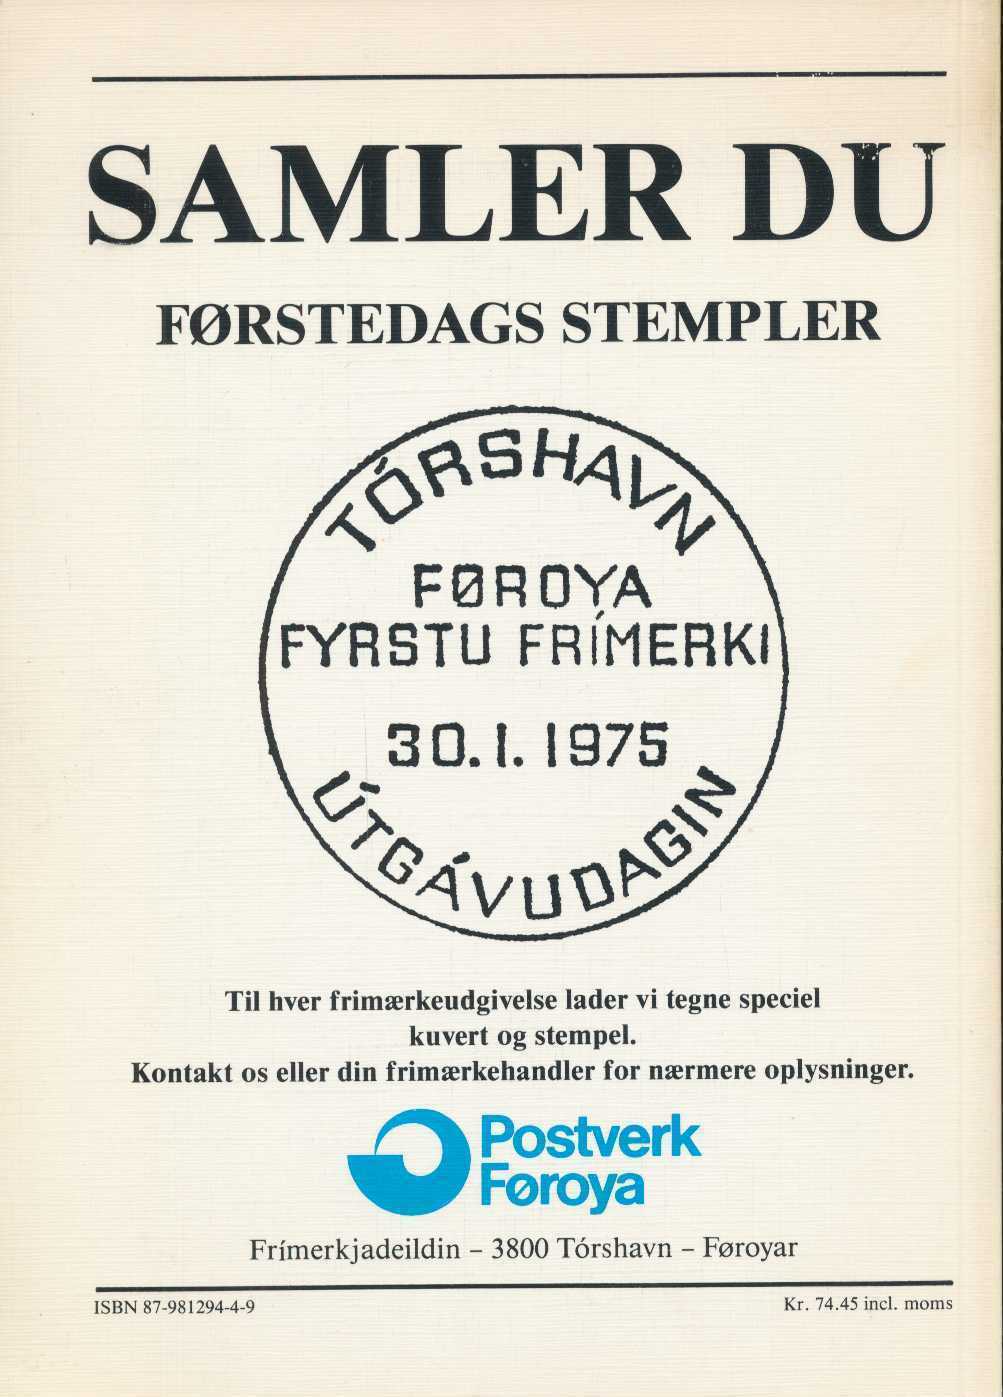 SAMLER DU
FØRSTEDAGS STEMPLER
TÓRSHAVN
FØROYA
FYRSTU FRÍMERKI
30.1.1975
ÚTGÁVUDAGIN
Til hver frimærkeudgivelse lader vi tegne speciel
kuvert og stempel.
Kontakt os eller din frimærkehandler for nærmere oplysninger.
Postverk
Føroya
Frímerkjadeildin – 3800 Tórshavn – Føroyar
ISBN 87-981294-4-9
Kr. 74.45 incl. moms